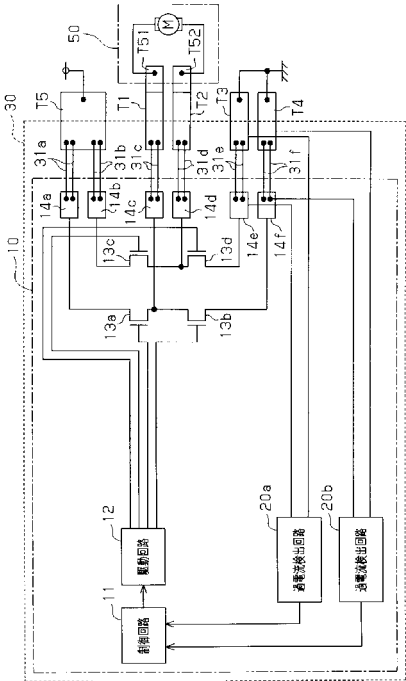 10
30
50
T5
31a
14a
31b
14b
M
T51
T1
31c
14c
T52
T2
31d
14d
T3
31e
14e
T4
31f
14f
13c
13d
13a
13b
12
駆動回路
11
制御回路
20a
過電流検出回路
20b
過電流検出回路